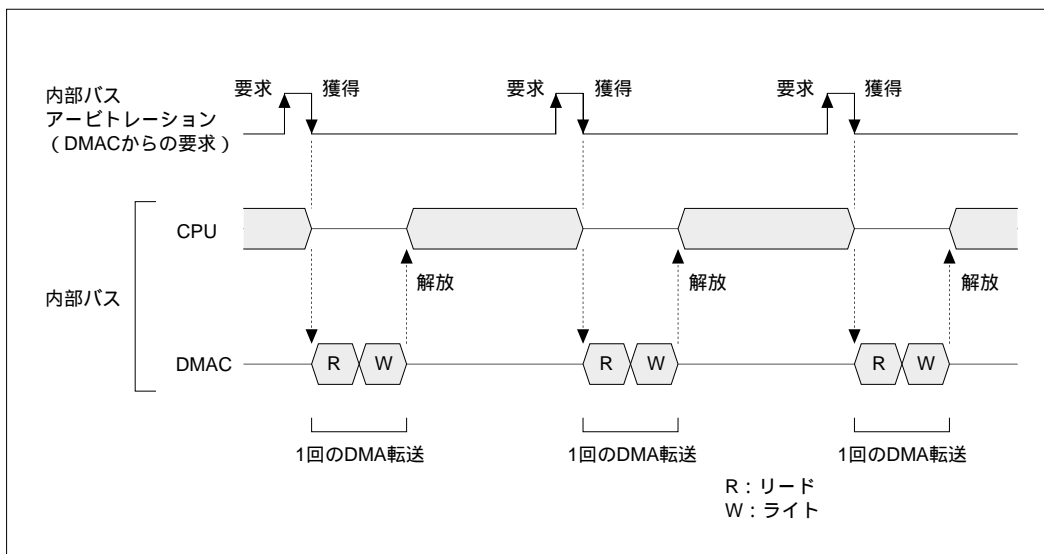 要求 獲得 要求 獲得 要求 獲得
内部バス
アービトレーション
（DMACからの要求）
CPU
解放 解放 解放
内部バス
DMAC R W R W R W
1回のDMA転送 1回のDMA転送 1回のDMA転送
R：リード
W：ライト